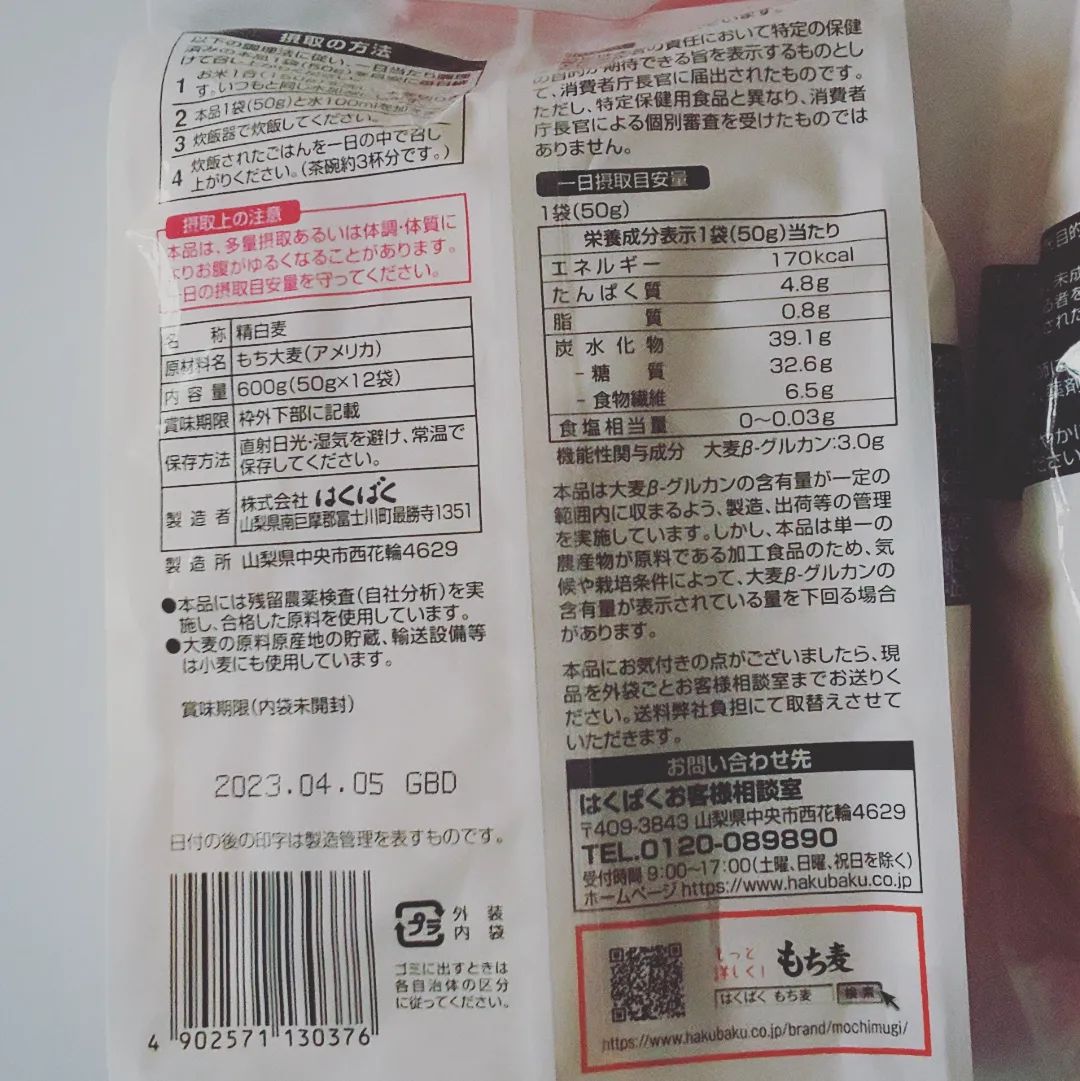 摂取の方法
以下の調理法に従い、一日当たり調理
済みの本品1袋(50g)
1 お米1合(150g)
す。いつもと同じ水
2 本品1袋(50g)と水100mlを加
3 炊飯器で炊飯してください。
4 炊飯されたごはんを一日の中で召し
上がりください。(茶碗約3杯分です。)
摂取上の注意
本品は、多量摂取あるいは体調・体質に
よりお腹がゆるくなることがあります。
一日の摂取目安量を守ってください。
名 称 精白麦
原材料名 もち大麦(アメリカ)
内容量 600g(50g×12袋)
賞味期限 枠外下部に記載
保存方法 直射日光・湿気を避け、常温で
保存してください。
製造者 株式会社 はくばく
山梨県南巨摩郡富士川町最勝寺1351
製造所 山梨県中央市西花輪4629
●本品には残留農薬検査(自社分析)を実
施し、合格した原料を使用しています。
●大麦の原料原産地の貯蔵、輸送設備等
は小麦にも使用しています。
賞味期限(内袋未開封)
2023.04.05 GBD
日付の後の印字は製造管理を表すものです。
4 902571 130376
プラ
外装
内袋
ゴミに出すときは
各自治体の区分
に従ってください。
の責任において特定の保健
の目的が期待できる旨を表示するものとし
て、消費者庁長官に届出されたものです。
ただし、特定保健用食品と異なり、消費者
庁長官による個別審査を受けたものでは
ありません。
一日摂取目安量
1袋(50g)
栄養成分表示1袋(50g)当たり
エネルギー 170kcal
たんぱく質 4.8g
脂質 0.8g
炭水化物 39.1g
-糖質 32.6g
-食物繊維 6.5g
食塩相当量 0~0.03g
機能性関与成分 大麦β-グルカン:3.0g
本品は大麦β-グルカンの含有量が一定の
範囲内に収まるよう、製造、出荷等の管理
を実施しています。しかし、本品は単一の
農産物が原料である加工食品のため、気
候や栽培条件によって、大麦β-グルカンの
含有量が表示されている量を下回る場合
があります。
本品にお気付きの点がございましたら、現
品を外袋ごとお客様相談室までお送りく
ださい。送料弊社負担にて取替えさせて
いただきます。
お問い合わせ先
はくばくお客様相談室
〒409-3843 山梨県中央市西花輪4629
TEL.0120-089890
受付時間 9:00~17:00(土曜、日曜、祝日を除く)
ホームページ https://www.hakubaku.co.jp
もっと
詳しく!
もち麦
はくばく もち麦 検索
https://www.hakubaku.co.jp/brand/mochimugi/